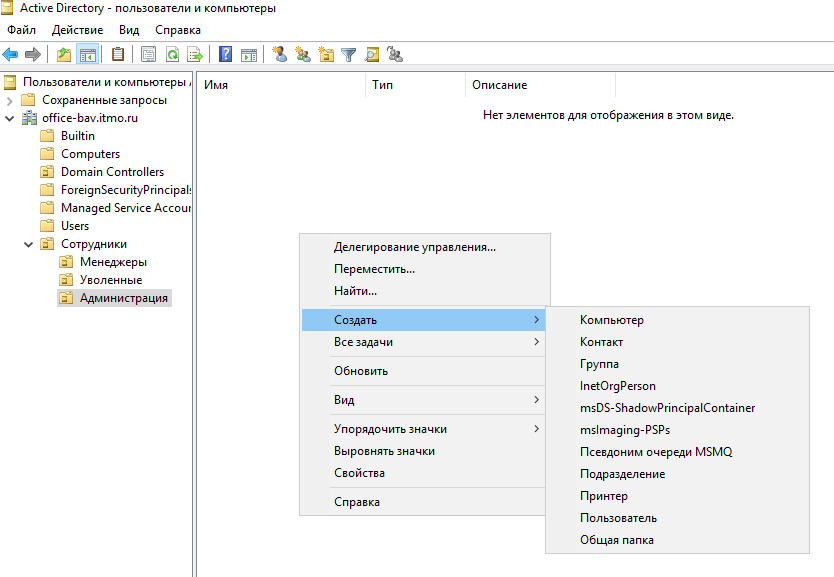 Active Directory - пользователи и компьютеры
Файл Действие Вид Справка
Пользователи и компьютеры
Сохраненные запросы
office-bav.itmo.ru
Builtin
Computers
Domain Controllers
ForeignSecurityPrincipals
Managed Service Accour
Users
Сотрудники
Менеджеры
Уволенные
Администрация
Имя Тип Описание
Нет элементов для отображения в этом виде.
Делегирование управления...
Переместить...
Найти...
Создать
Все задачи
Обновить
Вид
Упорядочить значки
Выровнять значки
Свойства
Справка
Компьютер
Контакт
Группа
InetOrgPerson
msDS-ShadowPrincipalContainer
msImaging-PSPs
Псевдоним очереди MSMQ
Подразделение
Принтер
Пользователь
Общая папка